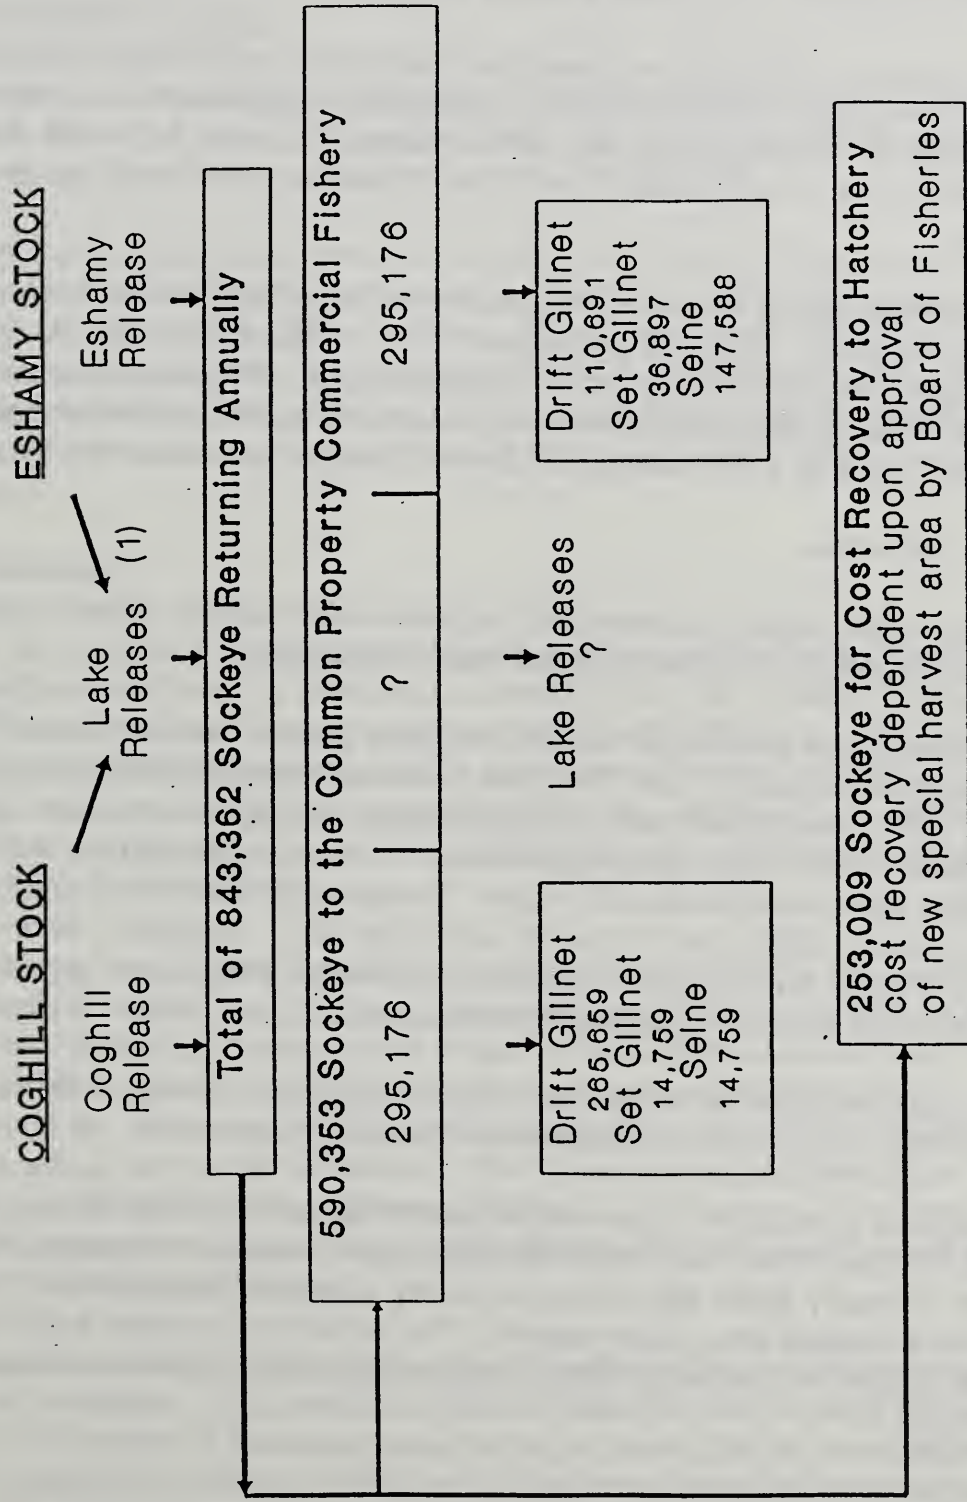 COGHILL STOCK
ESHAMY STOCK
Coghill
Release
Lake
Releases (1)
Eshamy
Release
Total of 843,362 Sockeye Returning Annually
590,353 Sockeye to the Common Property Commercial Fishery
295,176
?
295,176
Drift Gillnet
265,659
Set Gillnet
14,759
Seine
14,759
Lake Releases
?
Drift Gillnet
110,691
Set Gillnet
36,897
Seine
147,588
253,009 Sockeye for Cost Recovery to Hatchery
cost recovery dependent upon approval
of new special harvest area by Board of Fisheries